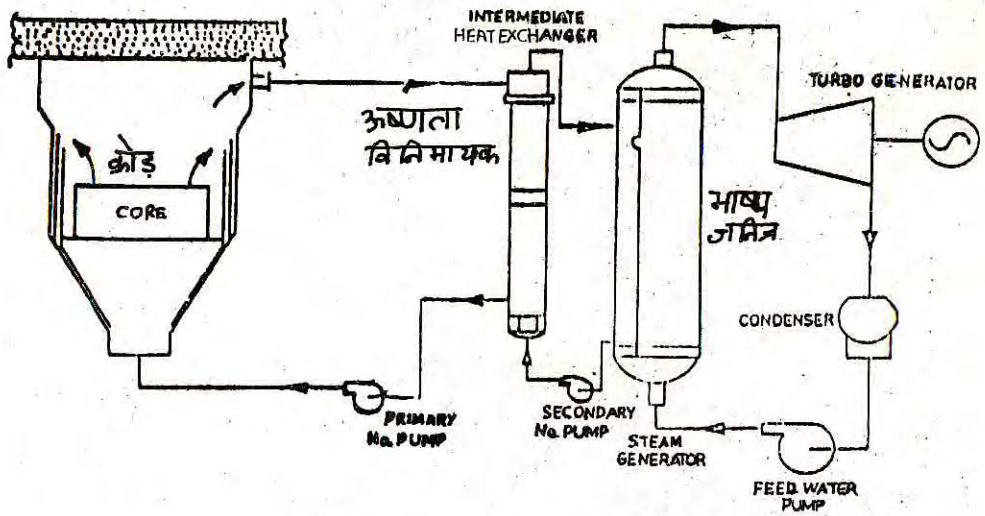 INTERMEDIATE
HEAT EXCHANGER
TURBO GENERATOR
ऊष्णता
विनिमायक
क्रोड़
CORE
भाष्प
जनित्र
CONDENSER
PRIMARY
Na PUMP
SECONDARY
Na PUMP
STEAM
GENERATOR
FEED WATER
PUMP